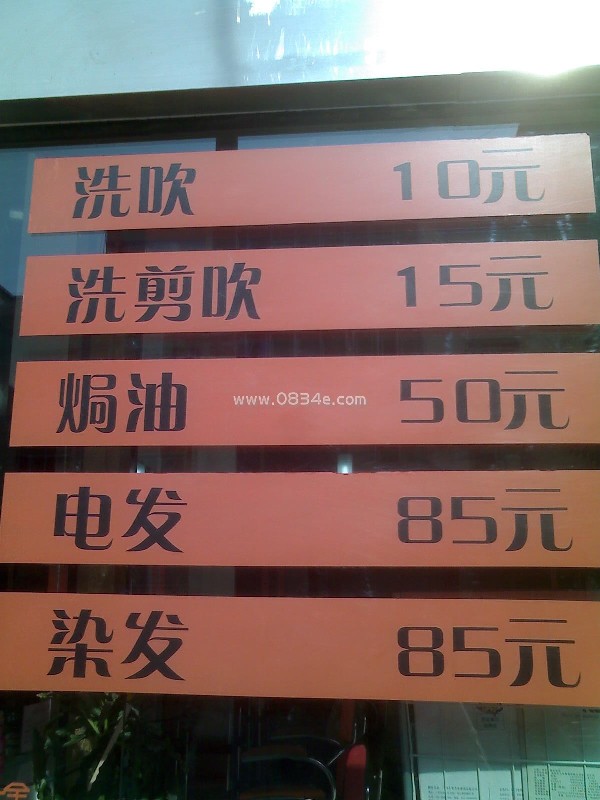 洗吹 10元
洗剪吹 15元
焗油 50元
www.0834e.com
电发 85元
染发 85元